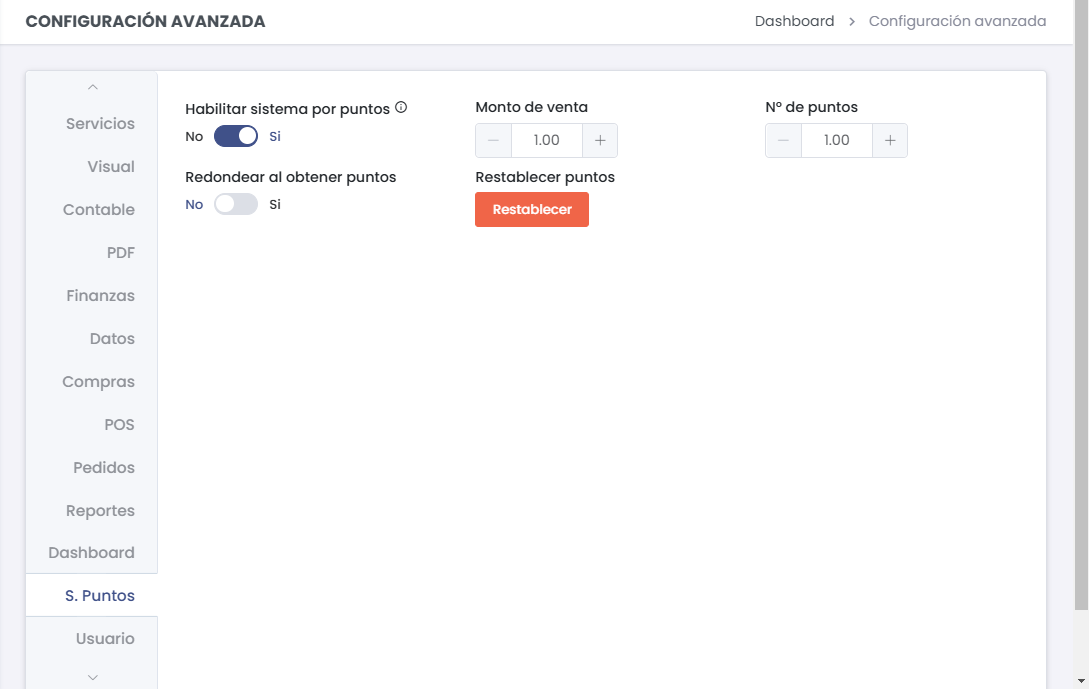 CONFIGURACIÓN AVANZADA
Dashboard > Configuración avanzada
Servicios
Visual
Contable
PDF
Finanzas
Datos
Compras
POS
Pedidos
Reportes
Dashboard
S. Puntos
Usuario
Habilitar sistema por puntos
No Si
Monto de venta
1.00
Nº de puntos
1.00
Redondear al obtener puntos
No Si
Restablecer puntos
Restablecer